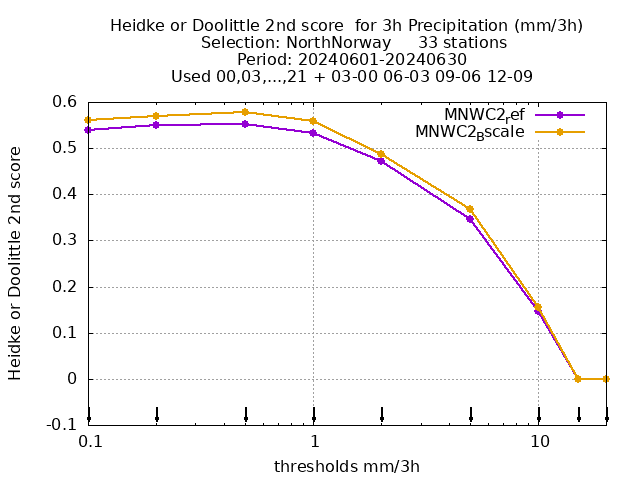 Heidke or Doolittle 2nd score  for 3h Precipitation (mm/3h)
Selection: NorthNorway     33 stations
Period: 20240601-20240630
Used 00,03,...,21 + 03-00 06-03 09-06 12-09
MNWC2_ref
MNWC2_Bscale
Heidke or Doolittle 2nd score
0.6
0.5
0.4
0.3
0.2
0.1
0
-0.1
0.1 1 10
thresholds mm/3h